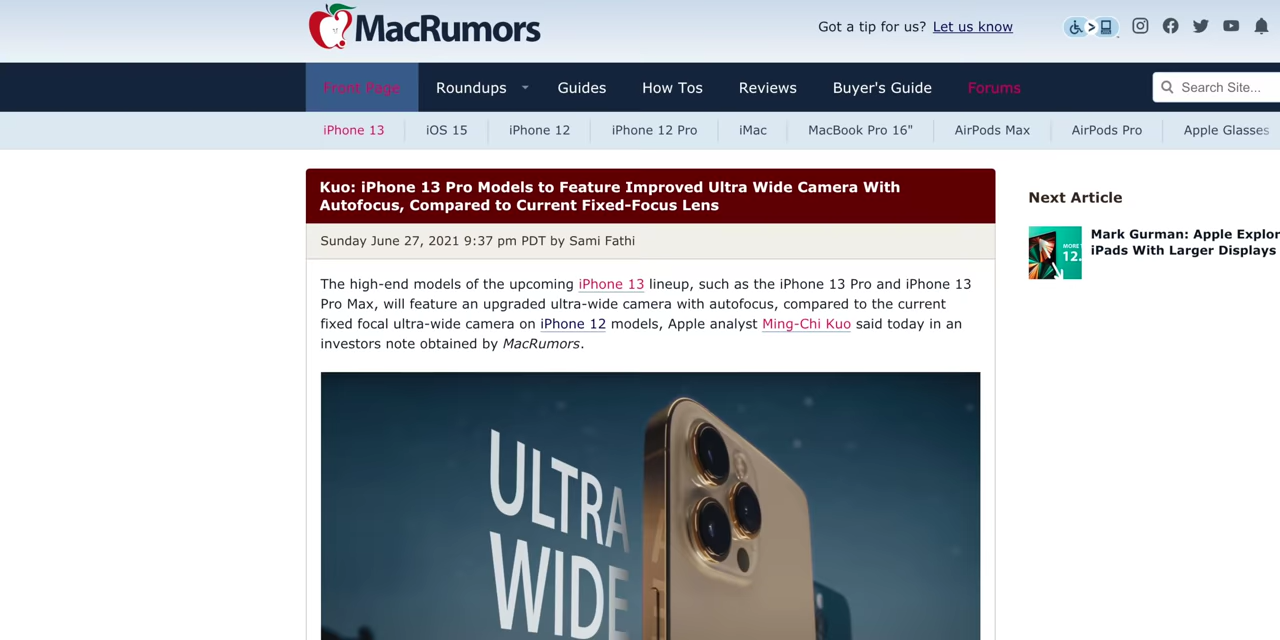 MacRumors
Got a tip for us? Let us know
Front Page Roundups Guides How Tos Reviews Buyer's Guide Forums
Search Site...
iPhone 13 iOS 15 iPhone 12 iPhone 12 Pro iMac MacBook Pro 16" AirPods Max AirPods Pro Apple Glasses
Kuo: iPhone 13 Pro Models to Feature Improved Ultra Wide Camera With
Autofocus, Compared to Current Fixed-Focus Lens
Sunday June 27, 2021 9:37 pm PDT by Sami Fathi
The high-end models of the upcoming iPhone 13 lineup, such as the iPhone 13 Pro and iPhone 13
Pro Max, will feature an upgraded ultra-wide camera with autofocus, compared to the current
fixed focal ultra-wide camera on iPhone 12 models, Apple analyst Ming-Chi Kuo said today in an
investors note obtained by MacRumors.
ULTRA
WIDE
Next Article
MORE
12.
Mark Gurman: Apple Explor
iPads With Larger Displays